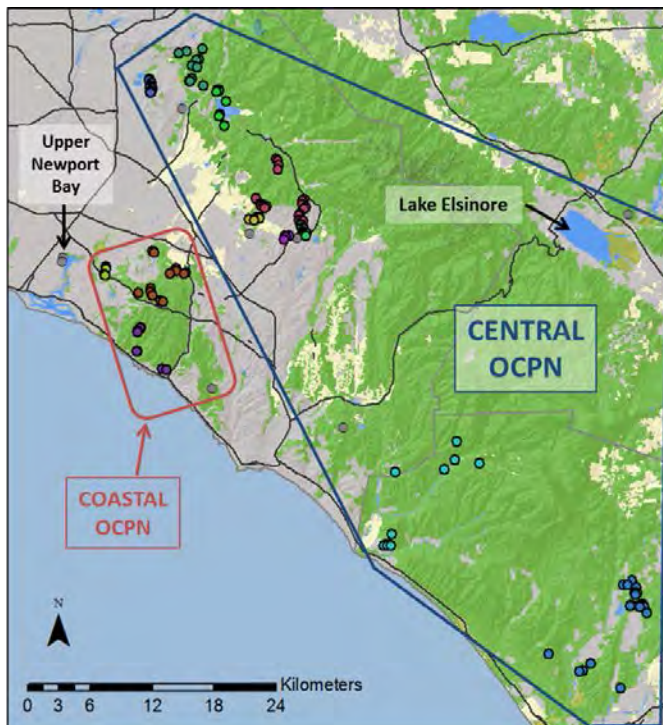 Upper
Newport
Bay
Lake Elsinore
CENTRAL
OCPN
COASTAL
OCPN
N
Kilometers
0 3 6 12 18 24